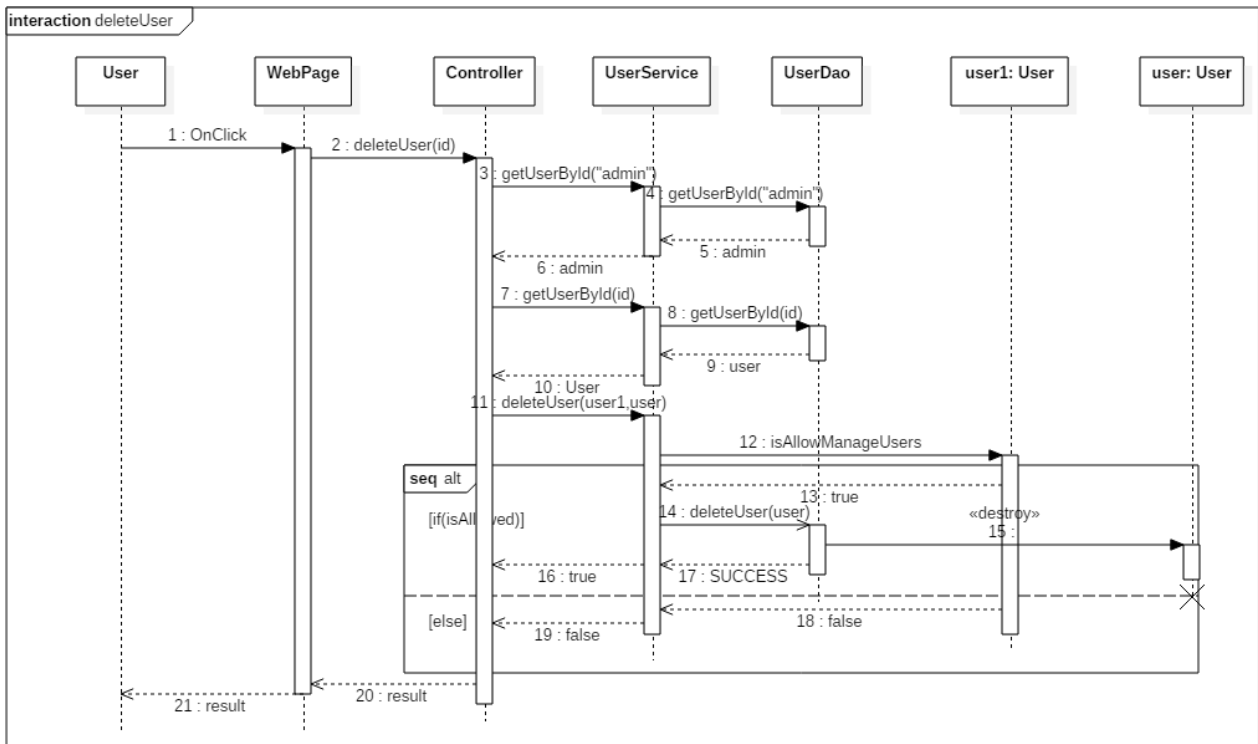 interaction deleteUser
User
WebPage
Controller
UserService
UserDao
user1: User
user: User
1 : OnClick
2 : deleteUser(id)
3 : getUserById("admin")
4 : getUserById("admin")
5 : admin
6 : admin
7 : getUserById(id)
8 : getUserById(id)
9 : user
10 : User
11 : deleteUser(user1,user)
12 : isAllowManageUsers
seq alt
13 : true
[if(isAllowed)]
14 : deleteUser(user)
«destroy»
15 :
16 : true
17 : SUCCESS
18 : false
[else]
19 : false
20 : result
21 : result